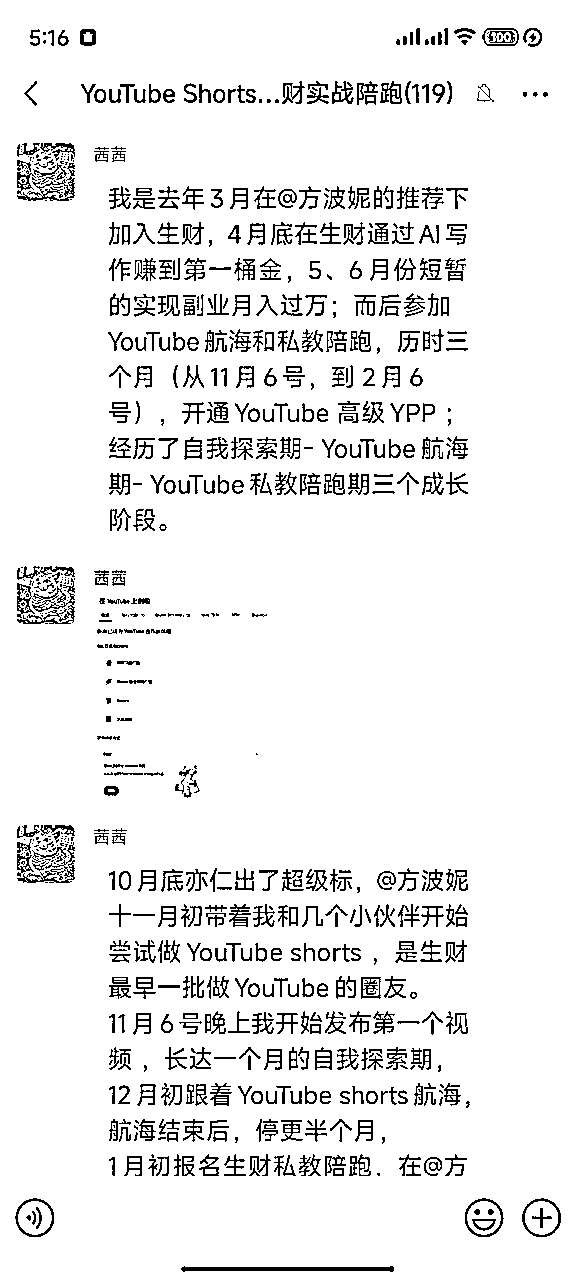 5:16
100
YouTube Shorts...财实战陪跑(119)
茜茜
我是去年3月在@方波妮的推荐下
加入生财，4月底在生财通过AI写
作赚到第一桶金，5、6月份短暂
的实现副业月入过万；而后参加
YouTube航海和私教陪跑，历时三
个月（从11月6号，到2月6
号），开通YouTube 高级YPP；
经历了自我探索期- YouTube航海
期- YouTube私教陪跑期三个成长
阶段。
茜茜
在 YouTube 上
茜茜
10月底亦仁出了超级标，@方波妮
十一月初带着我和几个小伙伴开始
尝试做YouTube shorts ，是生财
最早一批做YouTube的圈友。
11月6号晚上我开始发布第一个视
频 ，长达一个月的自我探索期，
12月初跟着YouTube shorts航海，
航海结束后，停更半个月，
1月初报名生财私教陪跑．在@方